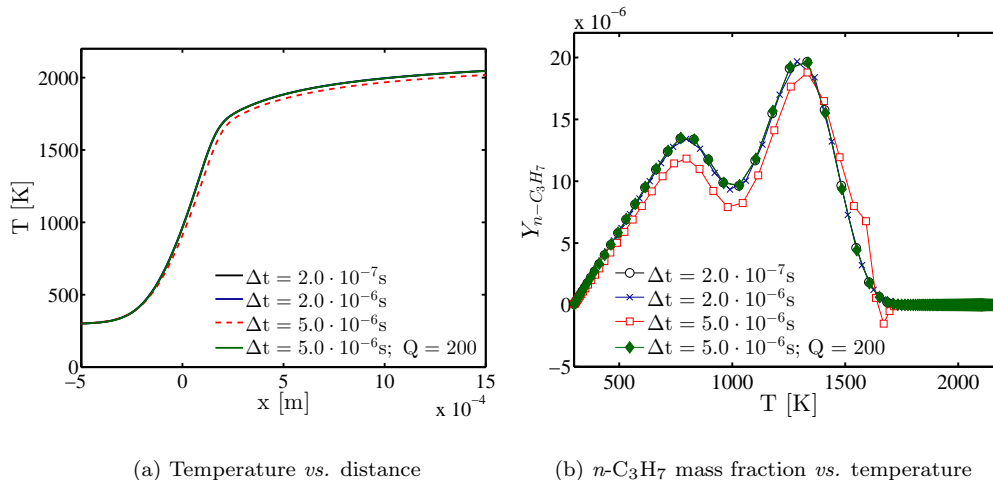 2000
1500
1000
500
0
T [K]
−5
0
5
10
15
x [m]
x 10⁻⁴
Δt = 2.0 · 10⁻⁷s
Δt = 2.0 · 10⁻⁶s
Δt = 5.0 · 10⁻⁶s
Δt = 5.0 · 10⁻⁶s; Q = 200
(a) Temperature vs. distance
x 10⁻⁶
20
15
10
5
0
−5
Yₙ₋C₃H₇
500
1000
1500
2000
T [K]
Δt = 2.0 · 10⁻⁷s
Δt = 2.0 · 10⁻⁶s
Δt = 5.0 · 10⁻⁶s
Δt = 5.0 · 10⁻⁶s; Q = 200
(b) n-C₃H₇ mass fraction vs. temperature